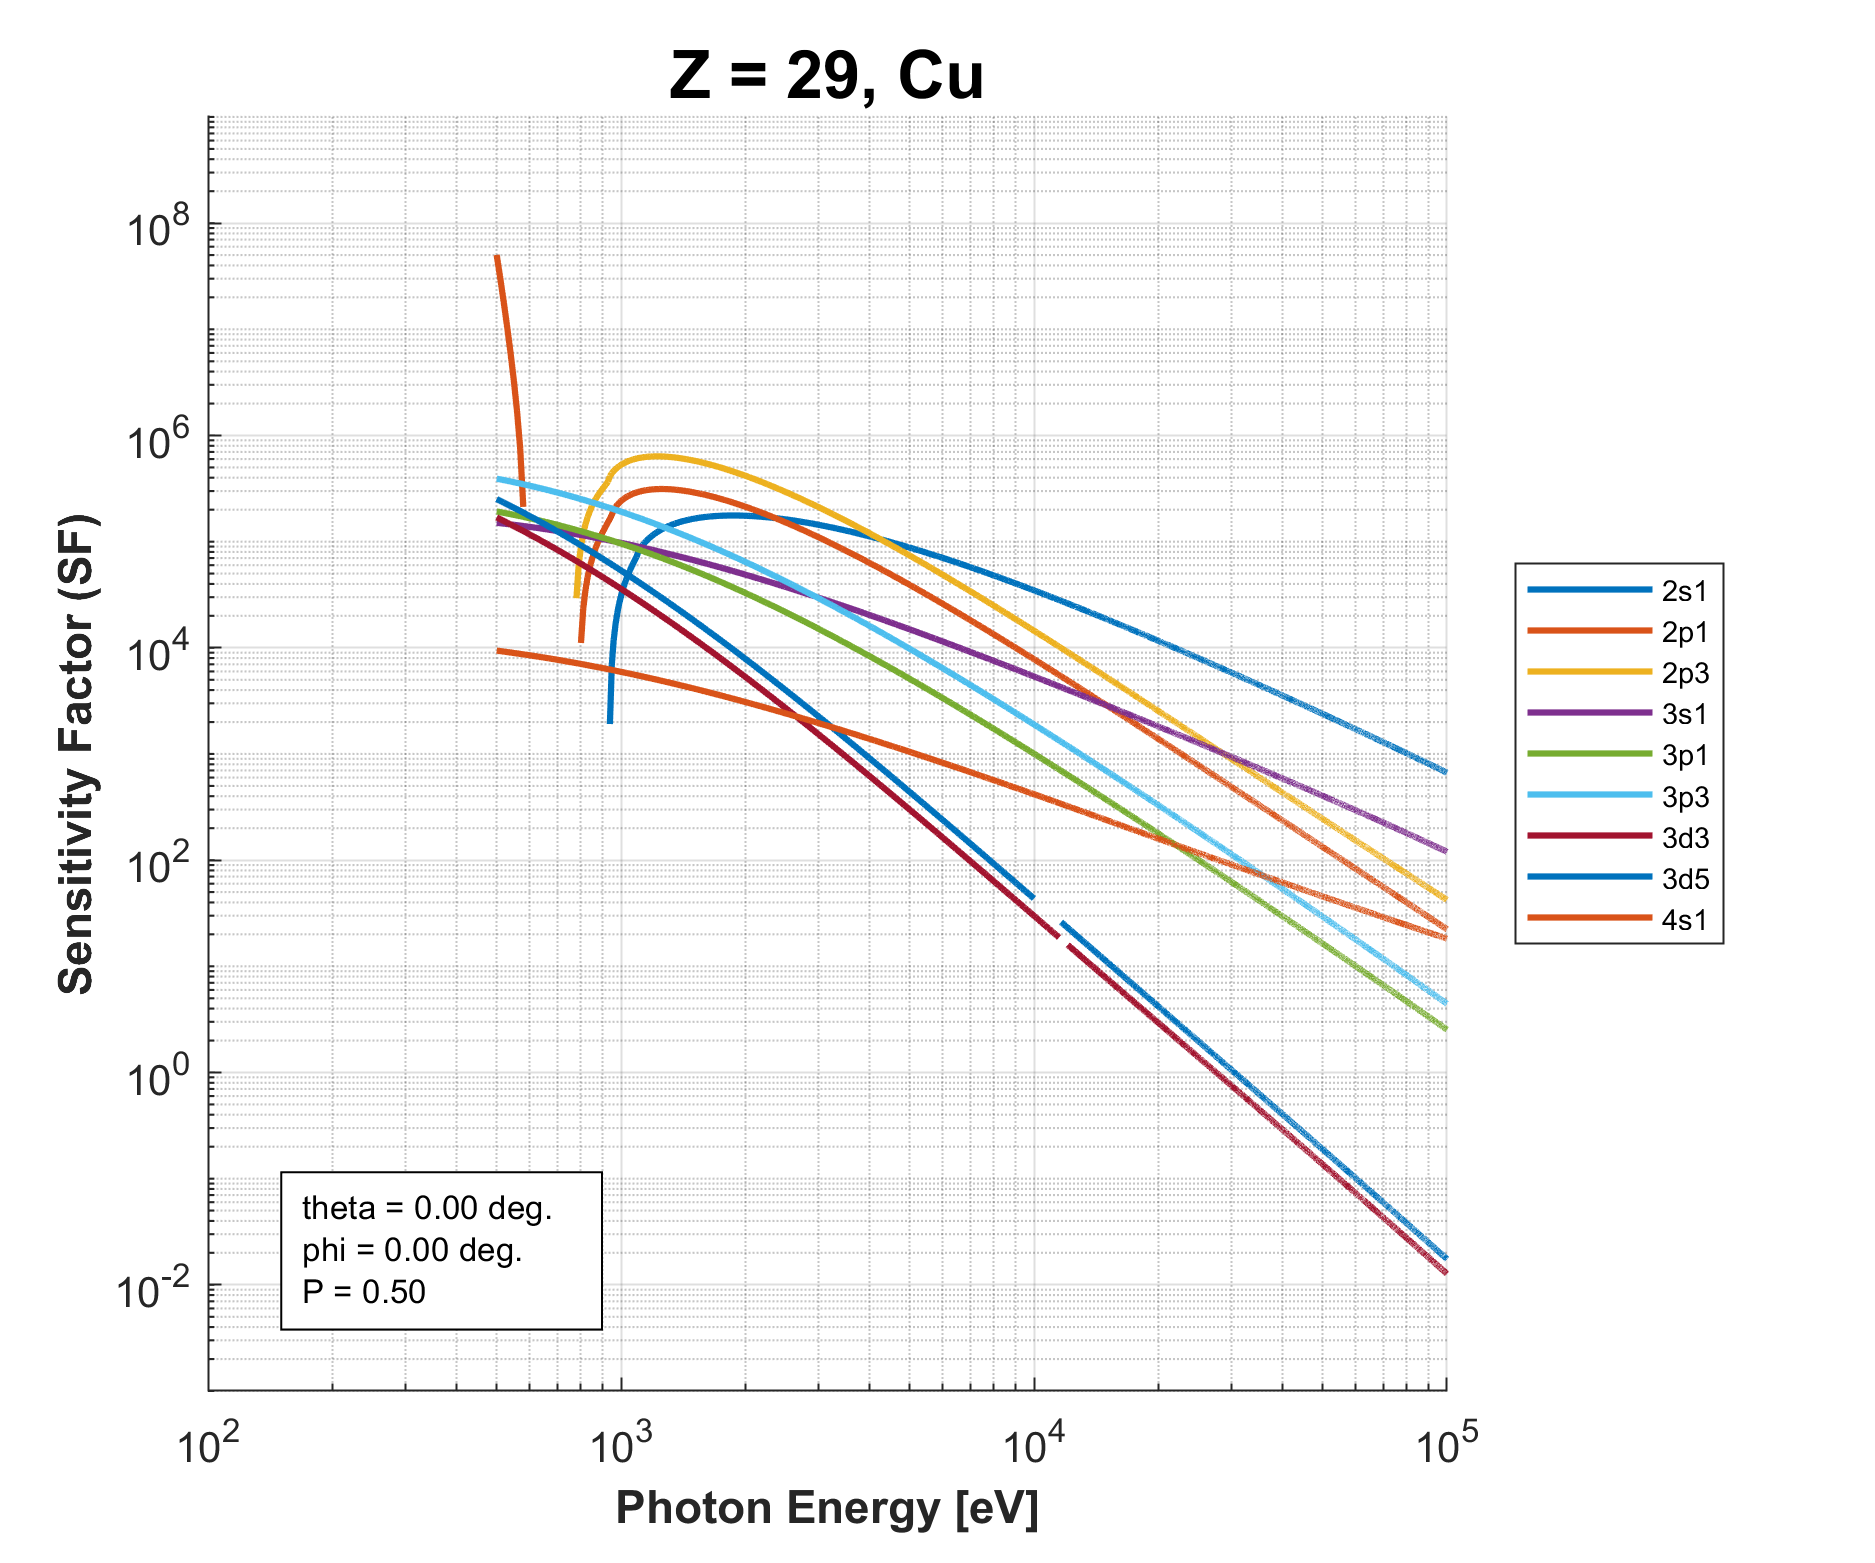 Z = 29, Cu
Sensitivity Factor (SF)
10^8
10^6
10^4
10^2
10^0
10^-2
theta = 0.00 deg.
phi = 0.00 deg.
P = 0.50
10^2
10^3
10^4
10^5
Photon Energy [eV]
2s1
2p1
2p3
3s1
3p1
3p3
3d3
3d5
4s1